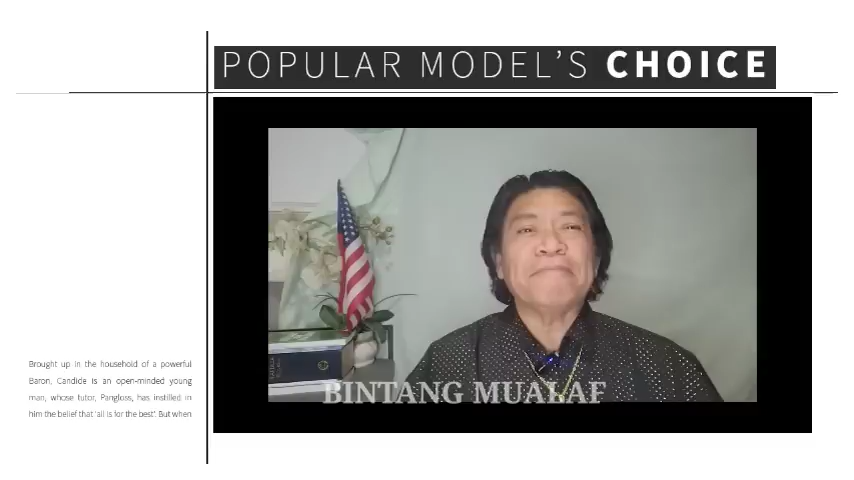 POPULAR MODEL'S CHOICE
BINTANG MUALAF
Brought up in the household of a powerful
Baron, Candide is an open-minded young
man, whose tutor, Pangloss, has instilled in
him the belief that 'all is for the best'. But when